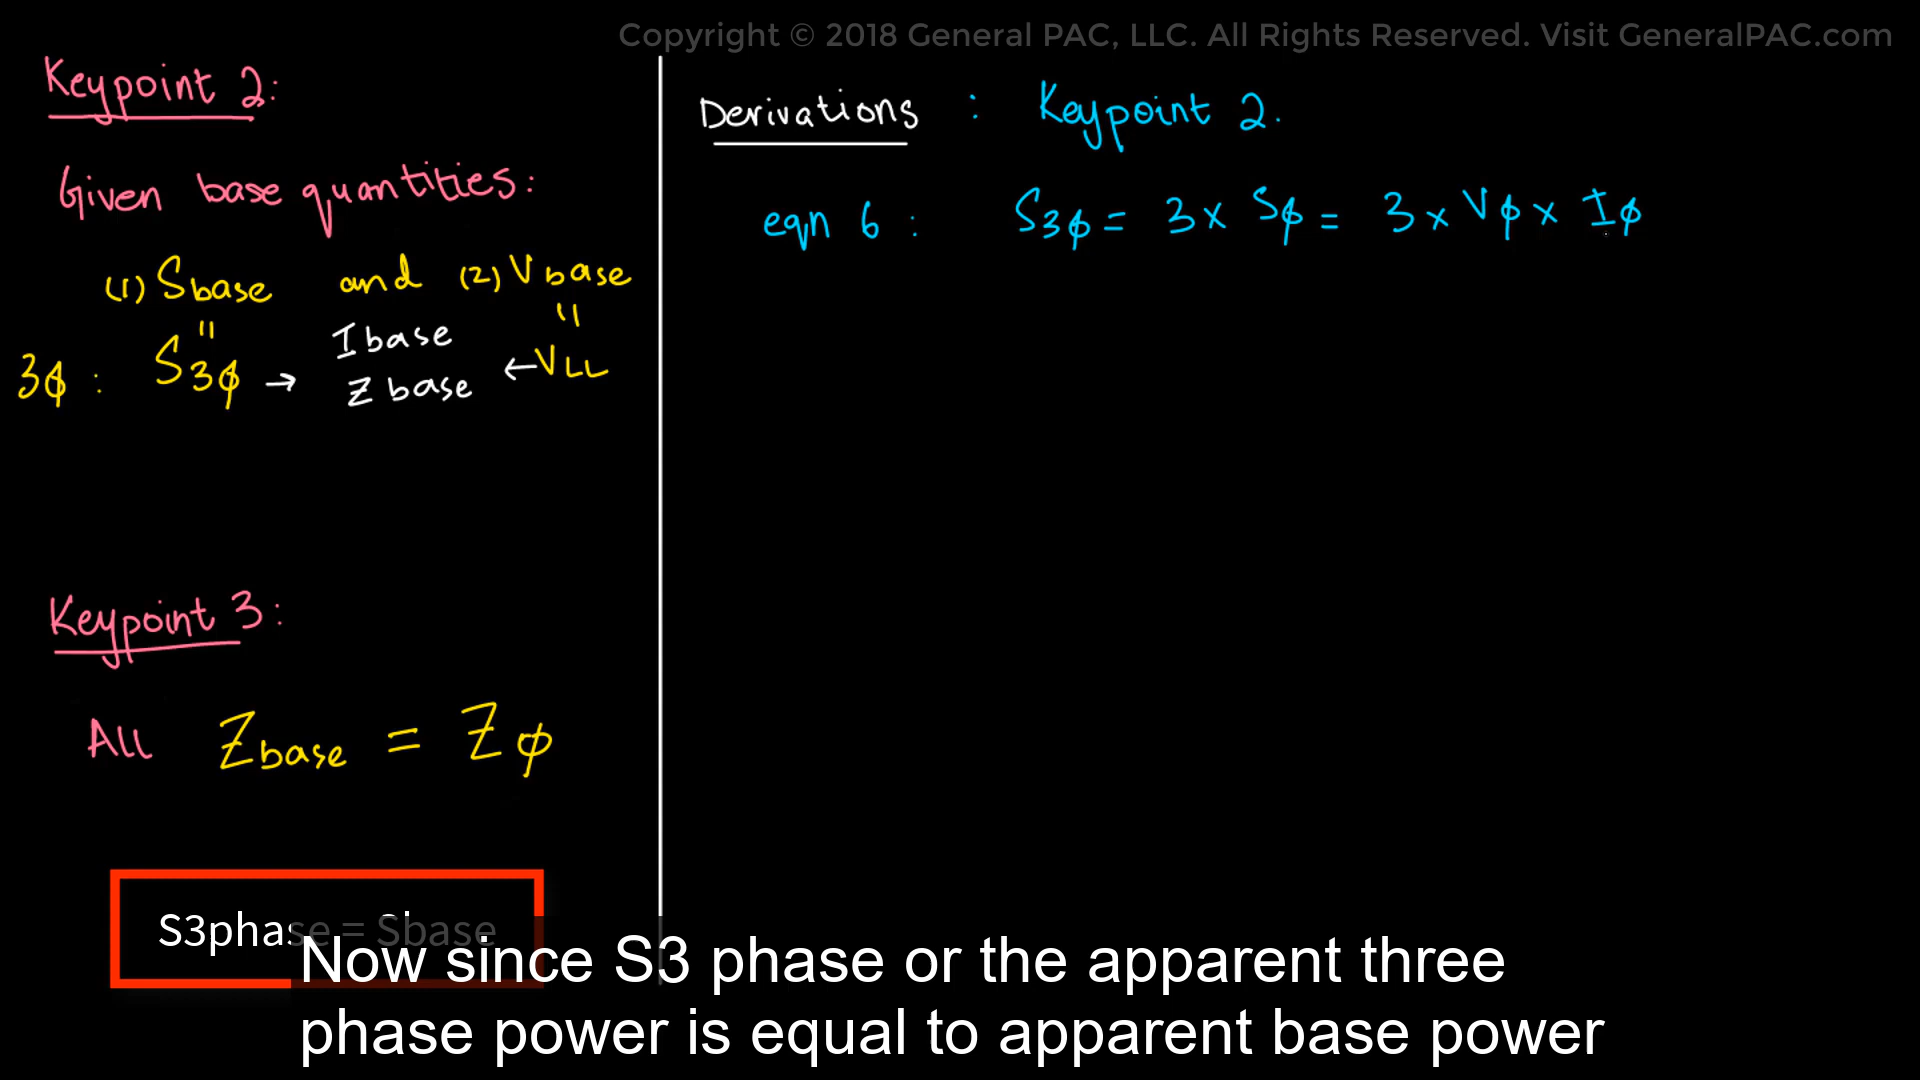 Copyright © 2018 General PAC, LLC. All Rights Reserved. Visit GeneralPAC.com
Keypoint 2:
Given base quantities:
(1) Sbase and (2) Vbase
= =
3ϕ : S3ϕ → Ibase Zbase ← VLL
Keypoint 3:
All Zbase = Zϕ
S3phase = Sbase
Derivations : Keypoint 2.
eqn 6 : S3ϕ = 3 x Sϕ = 3 x Vϕ x Iϕ
Now since S3 phase or the apparent three
phase power is equal to apparent base power